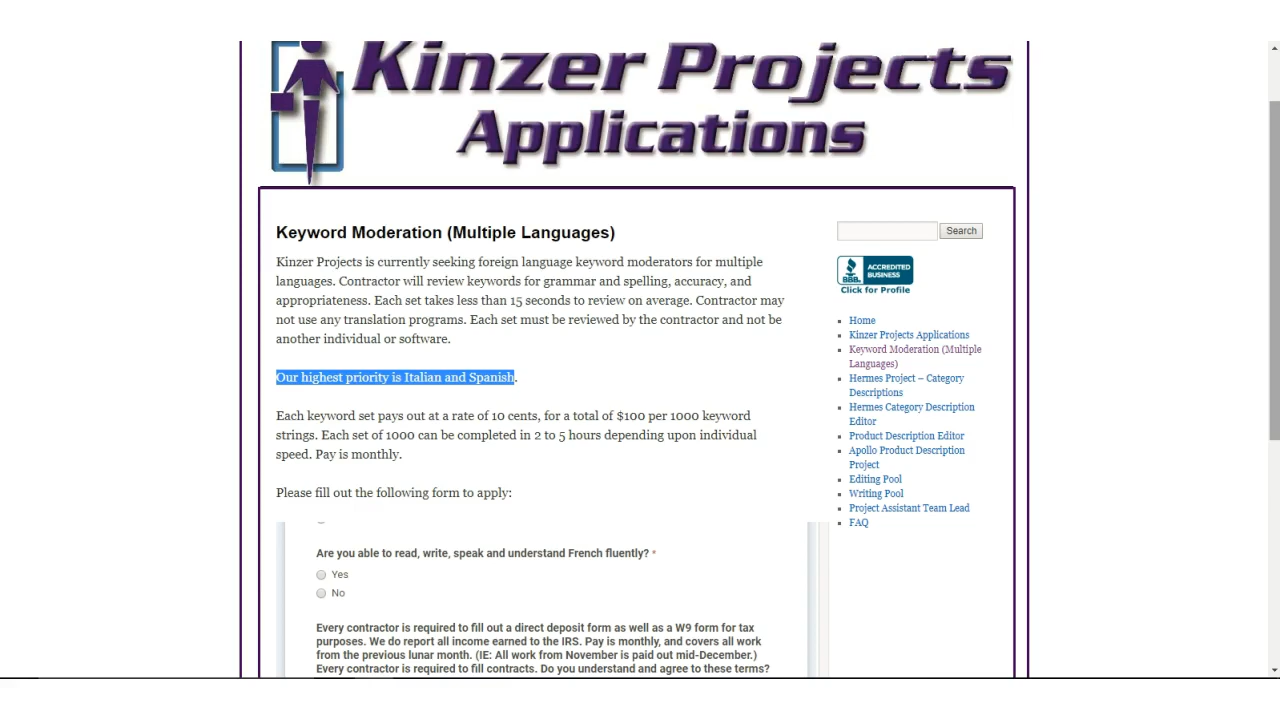 Kinzer Projects
Applications
Keyword Moderation (Multiple Languages)
Kinzer Projects is currently seeking foreign language keyword moderators for multiple
languages. Contractor will review keywords for grammar and spelling, accuracy, and
appropriateness. Each set takes less than 15 seconds to review on average. Contractor may
not use any translation programs. Each set must be reviewed by the contractor and not be
another individual or software.
Our highest priority is Italian and Spanish.
Each keyword set pays out at a rate of 10 cents, for a total of $100 per 1000 keyword
strings. Each set of 1000 can be completed in 2 to 5 hours depending upon individual
speed. Pay is monthly.
Please fill out the following form to apply:
Are you able to read, write, speak and understand French fluently? *
Yes
No
Every contractor is required to fill out a direct deposit form as well as a W9 form for tax
purposes. We do report all income earned to the IRS. Pay is monthly, and covers all work
from the previous lunar month. (IE: All work from November is paid out mid-December.)
Every contractor is required to fill contracts. Do you understand and agree to these terms?
Search
BBB.
ACCREDITED
BUSINESS
Click for Profile
Home
Kinzer Projects Applications
Keyword Moderation (Multiple
Languages)
Hermes Project – Category
Descriptions
Hermes Category Description
Editor
Product Description Editor
Apollo Product Description
Project
Editing Pool
Writing Pool
Project Assistant Team Lead
FAQ